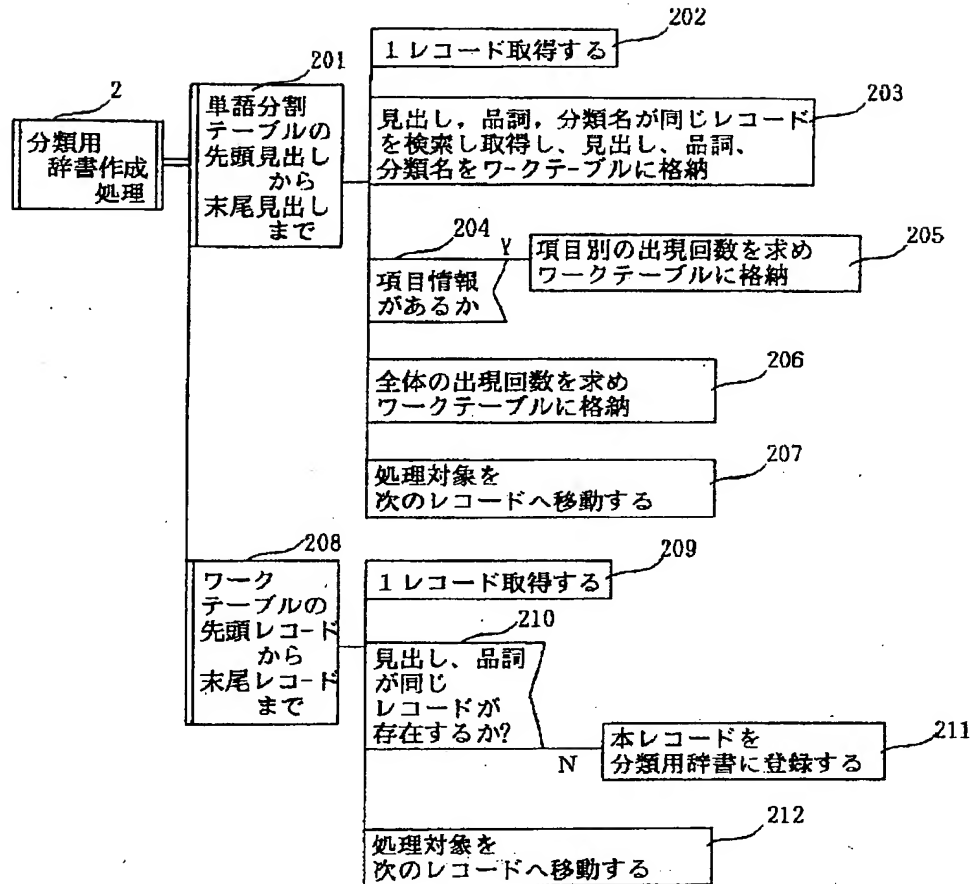 202
1レコード取得する
201
2
単語分割
テーブルの
先頭見出し
から
末尾見出し
まで
分類用
辞書作成
処理
203
見出し，品詞，分類名が同じレコード
を検索し取得し、見出し、品詞、
分類名をワークテーブルに格納
204
Y
項目情報
があるか
205
項目別の出現回数を求め
ワークテーブルに格納
206
全体の出現回数を求め
ワークテーブルに格納
207
処理対象を
次のレコードへ移動する
208
ワーク
テーブルの
先頭レコード
から
末尾レコード
まで
209
1レコード取得する
210
見出し、品詞
が同じ
レコードが
存在するか?
N
211
本レコードを
分類用辞書に登録する
212
処理対象を
次のレコードへ移動する